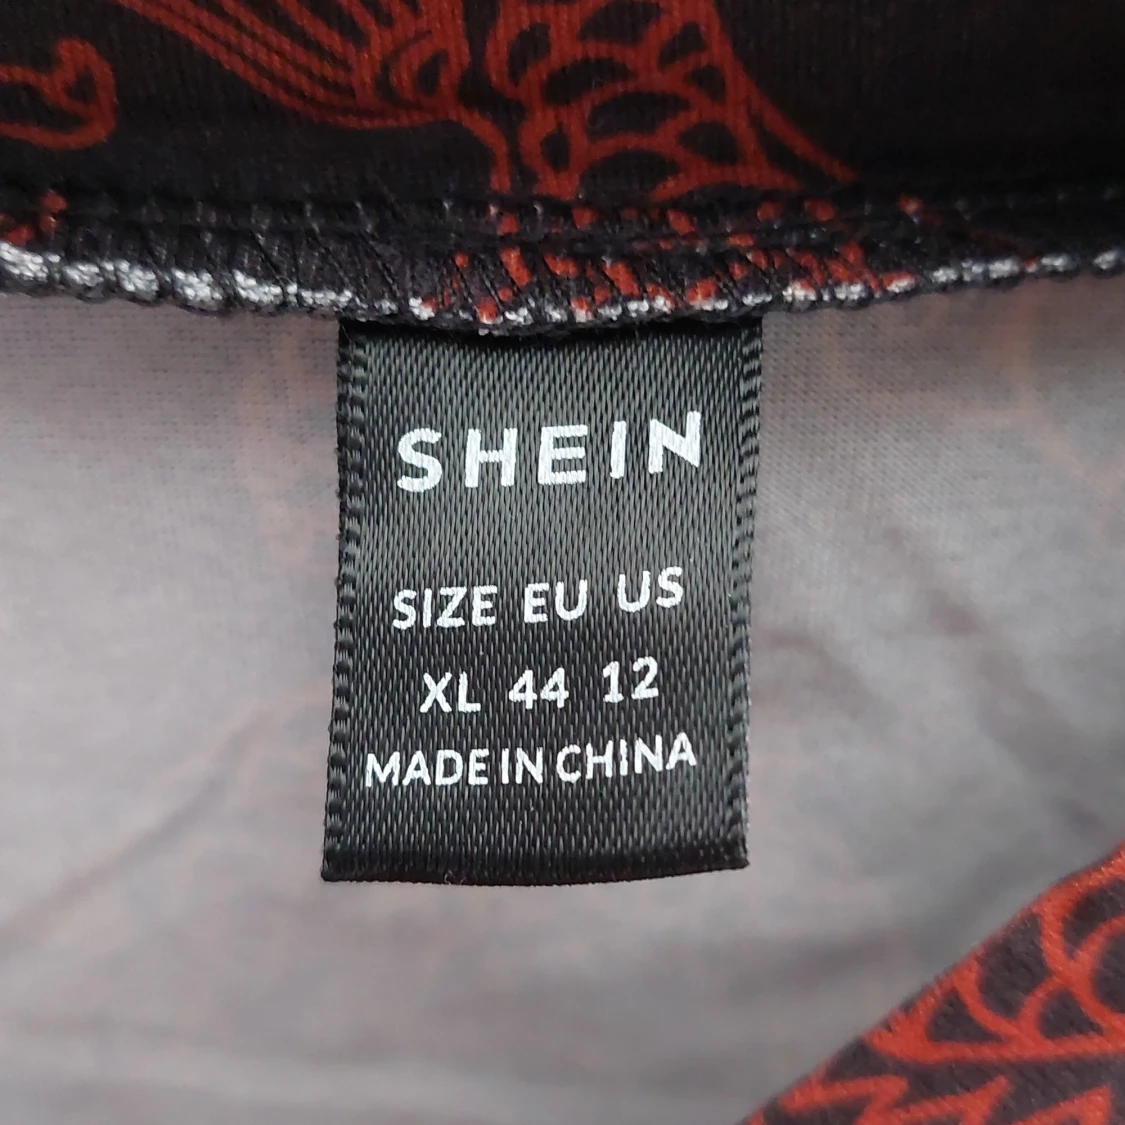 SHEIN
SIZE EU US
XL 44 12
MADE IN CHINA